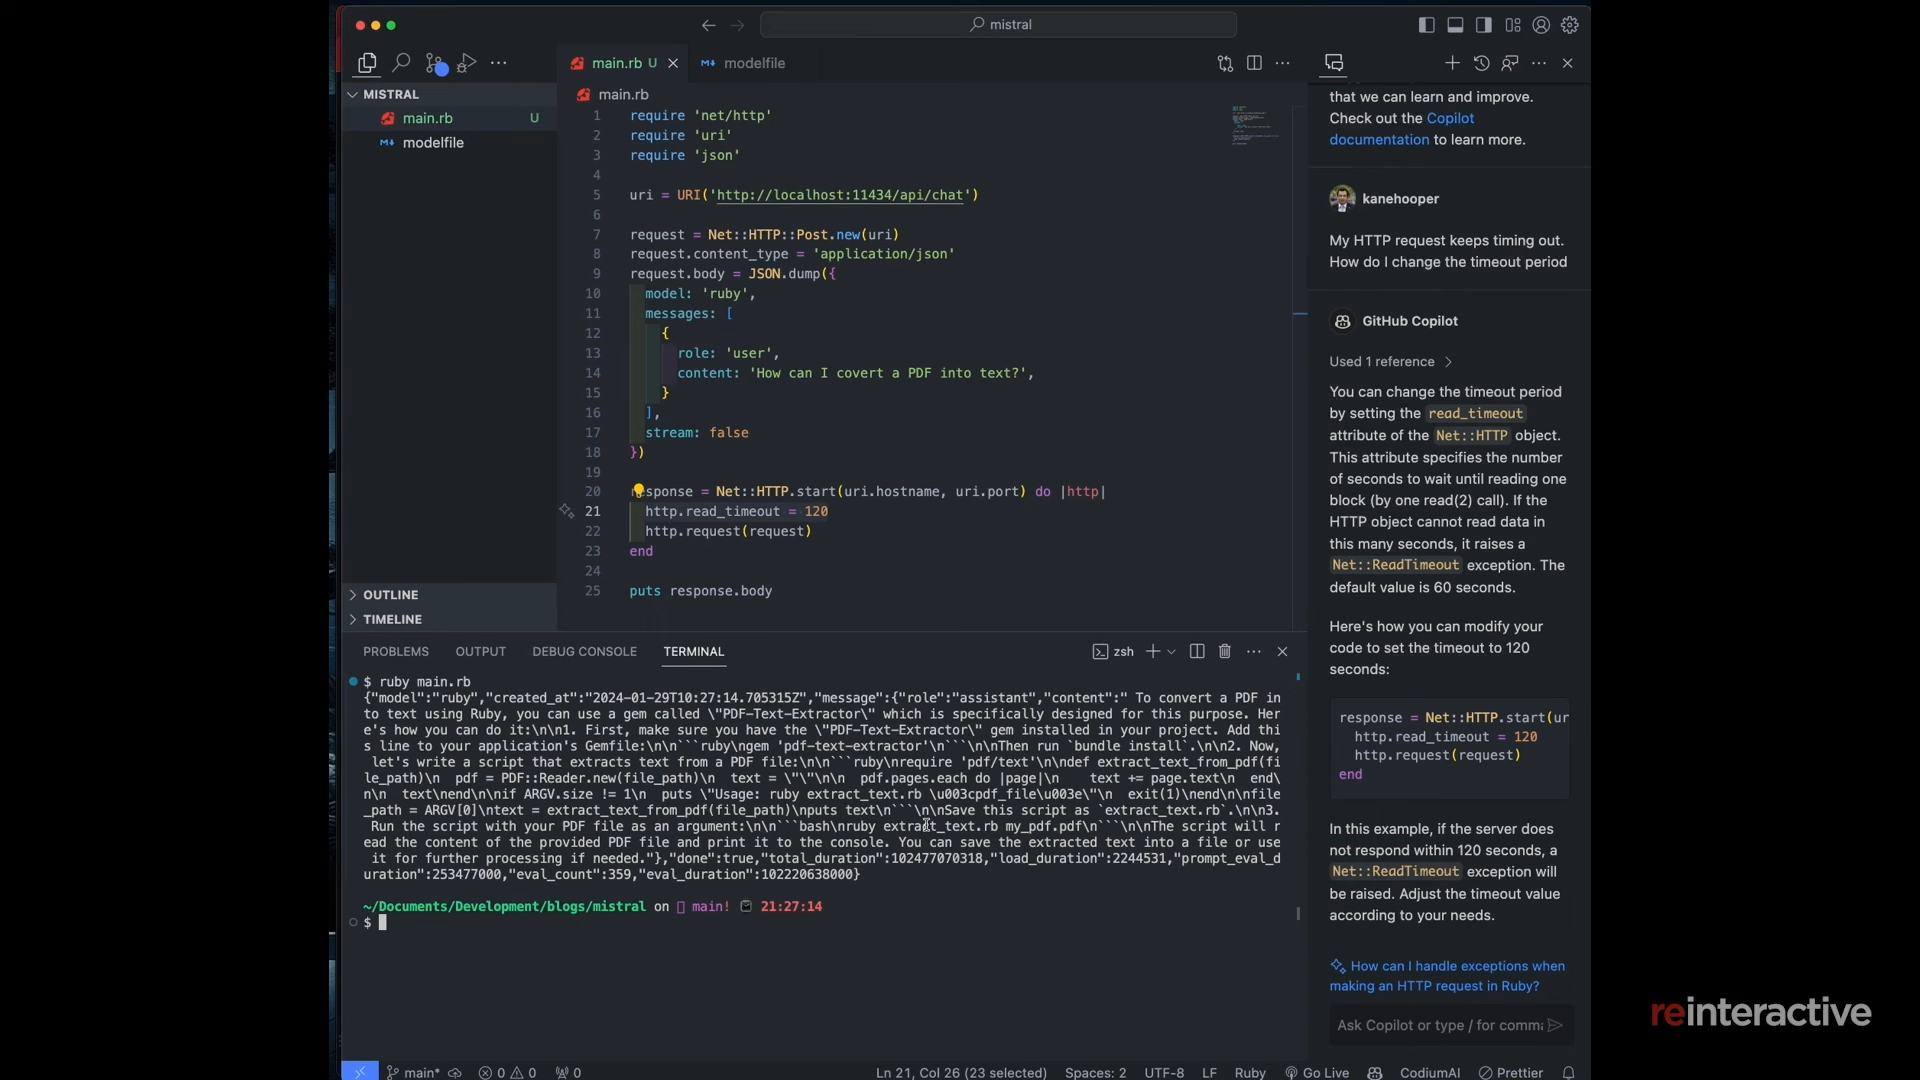 mistral
main.rb U
modelfile
MISTRAL
main.rb U
modelfile
OUTLINE
TIMELINE
main.rb
1 require 'net/http'
2 require 'uri'
3 require 'json'
4
5 uri = URI('http://localhost:11434/api/chat')
6
7 request = Net::HTTP::Post.new(uri)
8 request.content_type = 'application/json'
9 request.body = JSON.dump({
10 model: 'ruby',
11 messages: [
12 {
13 role: 'user',
14 content: 'How can I covert a PDF into text?',
15 }
16 ],
17 stream: false
18 })
19
20 sponse = Net::HTTP.start(uri.hostname, uri.port) do |http|
21 http.read_timeout = 120
22 http.request(request)
23 end
24
25 puts response.body
PROBLEMS OUTPUT DEBUG CONSOLE TERMINAL
zsh
$ ruby main.rb
{"model":"ruby","created_at":"2024-01-29T10:27:14.705315Z","message":{"role":"assistant","content":" To convert a PDF in
to text using Ruby, you can use a gem called \"PDF-Text-Extractor\" which is specifically designed for this purpose. Her
e's how you can do it:\n\n1. First, make sure you have the \"PDF-Text-Extractor\" gem installed in your project. Add thi
s line to your application's Gemfile:\n\n```ruby\ngem 'pdf-text-extractor'\n```\n\nThen run `bundle install`.\n\n2. Now,
let's write a script that extracts text from a PDF file:\n\n```ruby\nrequire 'pdf/text'\n\ndef extract_text_from_pdf(fi
le_path)\n  pdf = PDF::Reader.new(file_path)\n  text = \"\"\n\n  pdf.pages.each do |page|\n    text += page.text\n  end\
n\n  text\nend\n\nif ARGV.size != 1\n  puts \"Usage: ruby extract_text.rb \u003cpdf_file\u003e\"\n  exit(1)\nend\n\nfile
_path = ARGV[0]\ntext = extract_text_from_pdf(file_path)\nputs text\n```\n\nSave this script as `extract_text.rb`.\n\n3.
Run the script with your PDF file as an argument:\n\n```bash\nruby extract_text.rb my_pdf.pdf\n```\n\nThe script will r
ead the content of the provided PDF file and print it to the console. You can save the extracted text into a file or use
it for further processing if needed."},"done":true,"total_duration":102477070318,"load_duration":2244531,"prompt_eval_d
uration":253477000,"eval_count":359,"eval_duration":102220638000}
~/Documents/Development/blogs/mistral on main! 21:27:14
$
that we can learn and improve.
Check out the Copilot
documentation to learn more.
kanehooper
My HTTP request keeps timing out.
How do I change the timeout period
GitHub Copilot
Used 1 reference
You can change the timeout period
by setting the read_timeout
attribute of the Net::HTTP object.
This attribute specifies the number
of seconds to wait until reading one
block (by one read(2) call). If the
HTTP object cannot read data in
this many seconds, it raises a
Net::ReadTimeout exception. The
default value is 60 seconds.
Here's how you can modify your
code to set the timeout to 120
seconds:
response = Net::HTTP.start(ur
http.read_timeout = 120
http.request(request)
end
In this example, if the server does
not respond within 120 seconds, a
Net::ReadTimeout exception will
be raised. Adjust the timeout value
according to your needs.
How can I handle exceptions when
making an HTTP request in Ruby?
Ask Copilot or type / for comma
main* 0 0 0 Ln 21, Col 26 (23 selected) Spaces: 2 UTF-8 LF Ruby Go Live CodiumAI Prettier
reinteractive